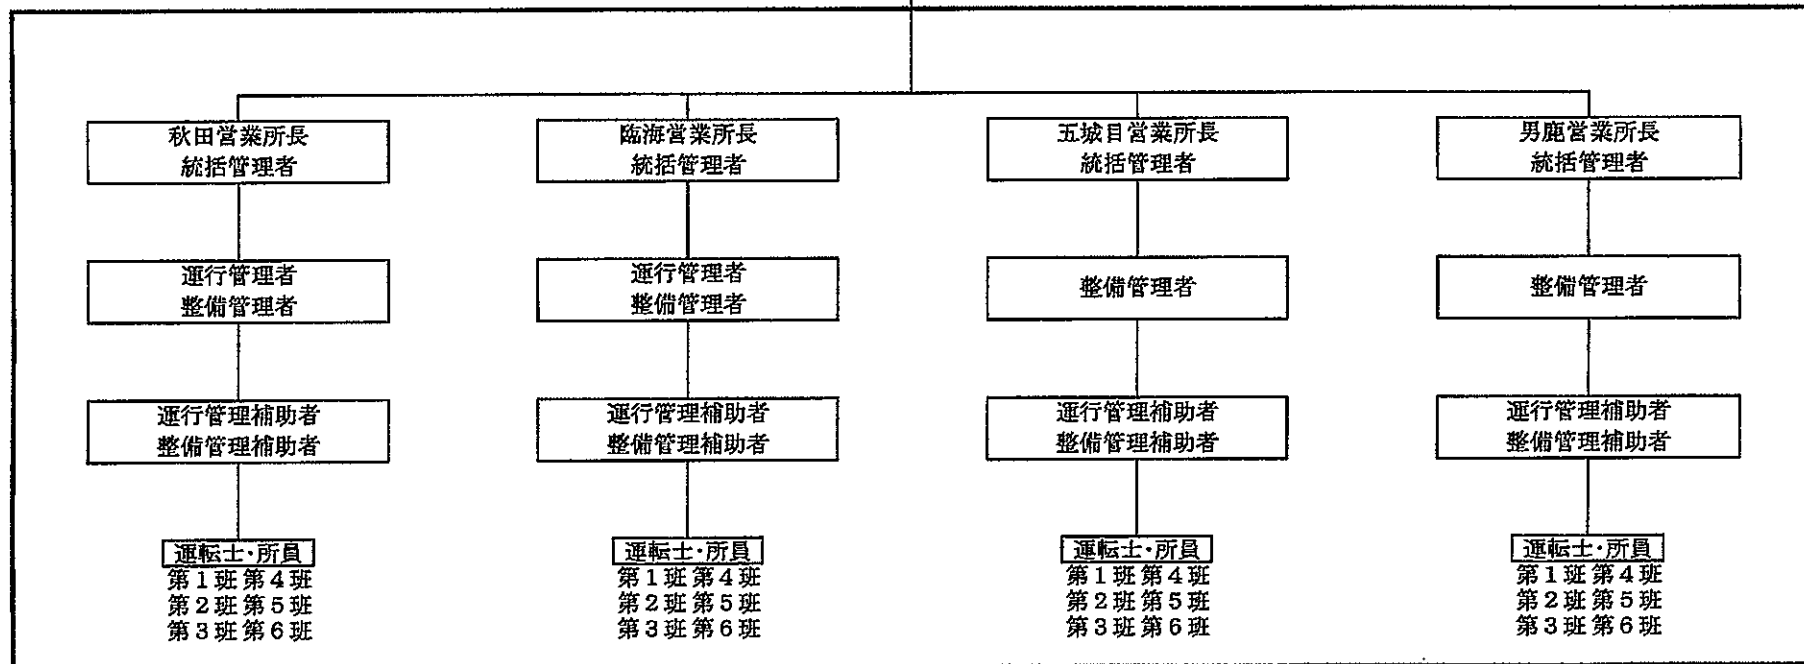 秋田営業所長
統括管理者
臨海営業所長
統括管理者
五城目営業所長
統括管理者
男鹿営業所長
統括管理者
運行管理者
整備管理者
運行管理者
整備管理者
整備管理者
整備管理者
運行管理補助者
整備管理補助者
運行管理補助者
整備管理補助者
運行管理補助者
整備管理補助者
運行管理補助者
整備管理補助者
運転士・所員
第1班 第4班
第2班 第5班
第3班 第6班
運転士・所員
第1班 第4班
第2班 第5班
第3班 第6班
運転士・所員
第1班 第4班
第2班 第5班
第3班 第6班
運転士・所員
第1班 第4班
第2班 第5班
第3班 第6班